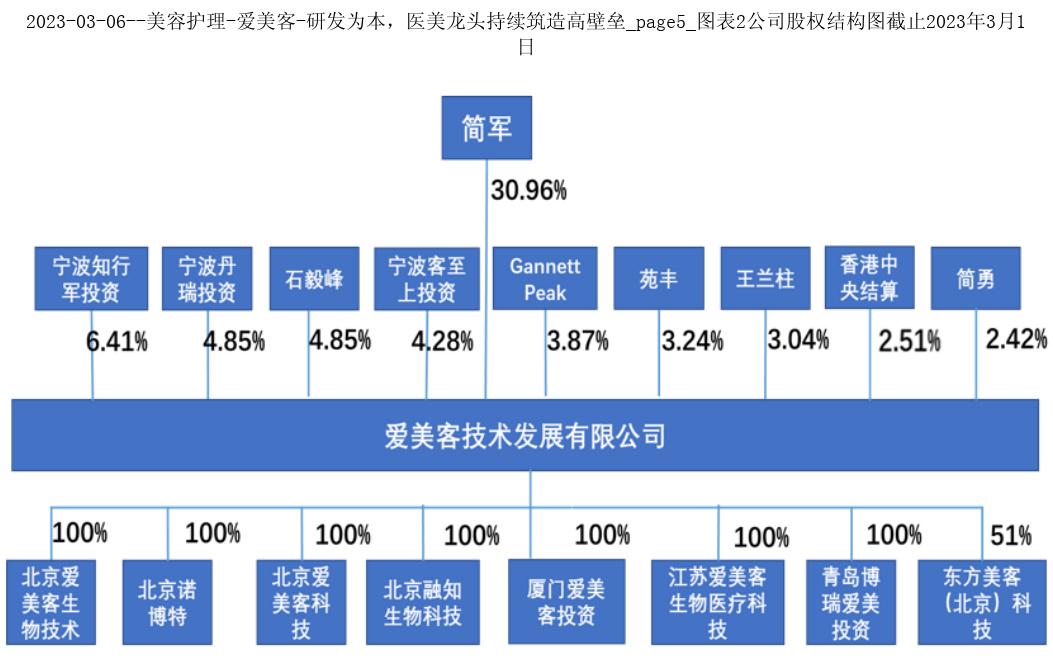 2023-03-06--美容护理-爱美客-研发为本，医美龙头持续筑造高壁垒_page5_图表2公司股权结构图截止2023年3月1
日
简军
30.96%
宁波知行
军投资
宁波丹
瑞投资
石毅峰
宁波客至
上投资
Gannett
Peak
苑丰
王兰柱
香港中
央结算
简勇
6.41%
4.85%
4.85%
4.28%
3.87%
3.24%
3.04%
2.51%
2.42%
爱美客技术发展有限公司
100%
100%
100%
100%
100%
100%
100%
51%
北京爱
美客生
物技术
北京诺
博特
北京爱
美客科
技
北京融知
生物科技
厦门爱美
客投资
江苏爱美客
生物医疗科
技
青岛博
瑞爱美
投资
东方美客
（北京）科
技